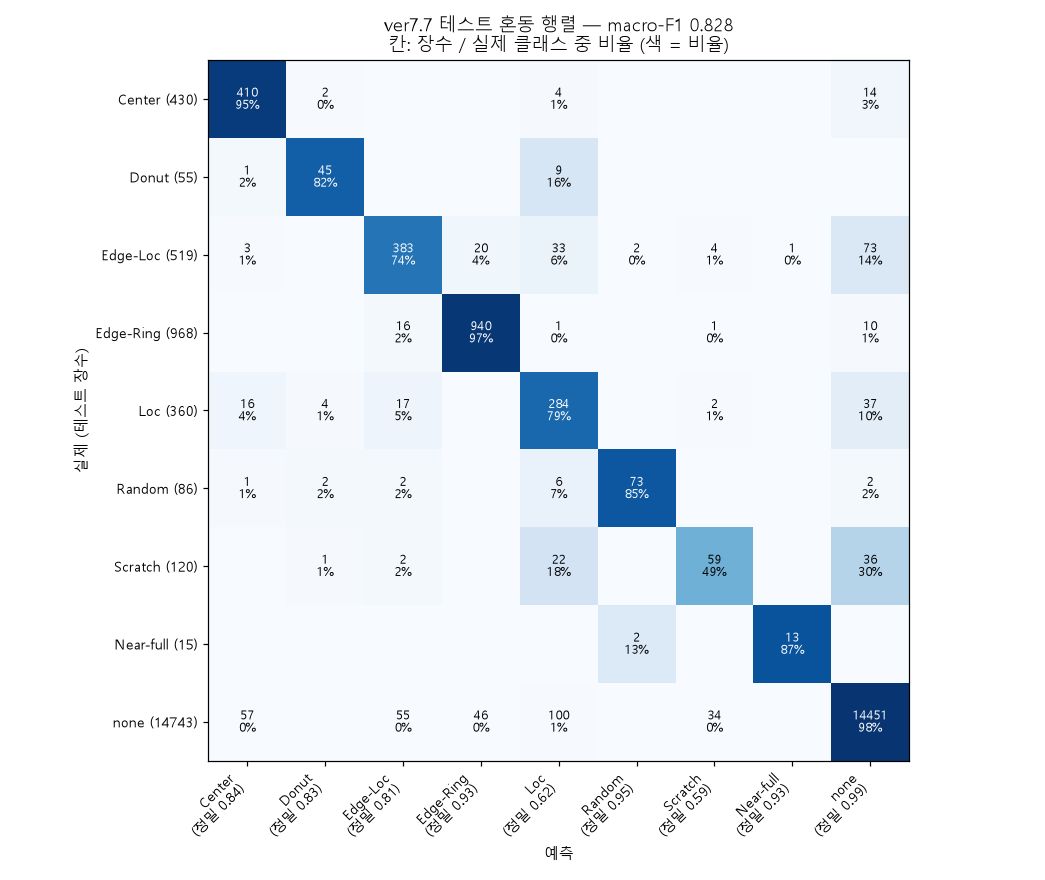 ver7.7 테스트 혼동 행렬 — macro-F1 0.828
칸: 장수 / 실제 클래스 중 비율 (색 = 비율)
실제 (테스트 장수)
Center (430)
410 2 4 14
95% 0% 1% 3%
Donut (55)
1 45 9
2% 82% 16%
Edge-Loc (519)
3 383 20 33 2 4 1 73
1% 74% 4% 6% 0% 1% 0% 14%
Edge-Ring (968)
16 940 1 1 10
2% 97% 0% 0% 1%
Loc (360)
16 4 17 284 2 37
4% 1% 5% 79% 1% 10%
Random (86)
1 2 2 6 73 2
1% 2% 2% 7% 85% 2%
Scratch (120)
1 2 22 59 36
1% 2% 18% 49% 30%
Near-full (15)
2 13
13% 87%
none (14743)
57 55 46 100 34 14451
0% 0% 0% 1% 0% 98%
Center
(정밀 0.84)
Donut
(정밀 0.83)
Edge-Loc
(정밀 0.81)
Edge-Ring
(정밀 0.93)
Loc
(정밀 0.62)
Random
(정밀 0.95)
Scratch
(정밀 0.59)
Near-full
(정밀 0.93)
none
(정밀 0.99)
예측